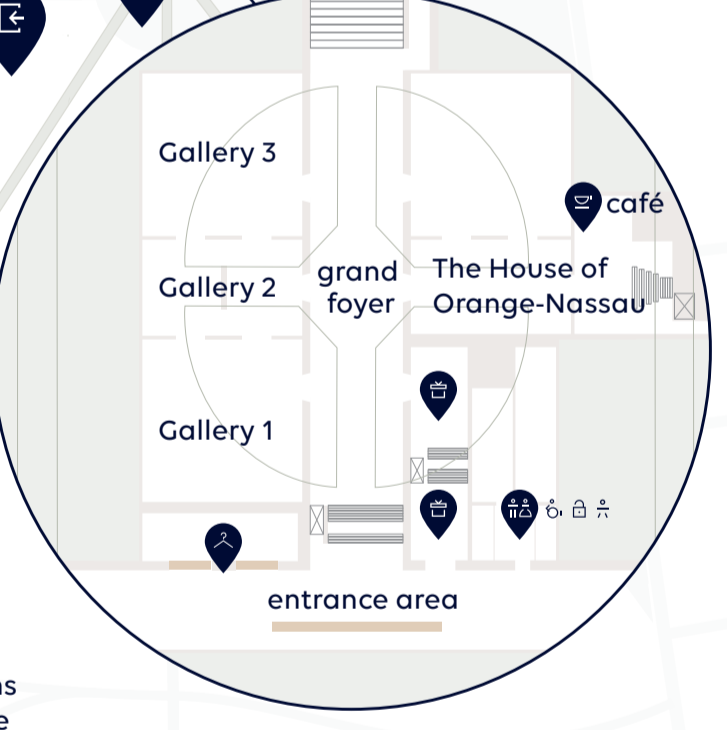 Gallery 3
café
Gallery 2
grand
foyer
The House of
Orange-Nassau
Gallery 1
entrance area